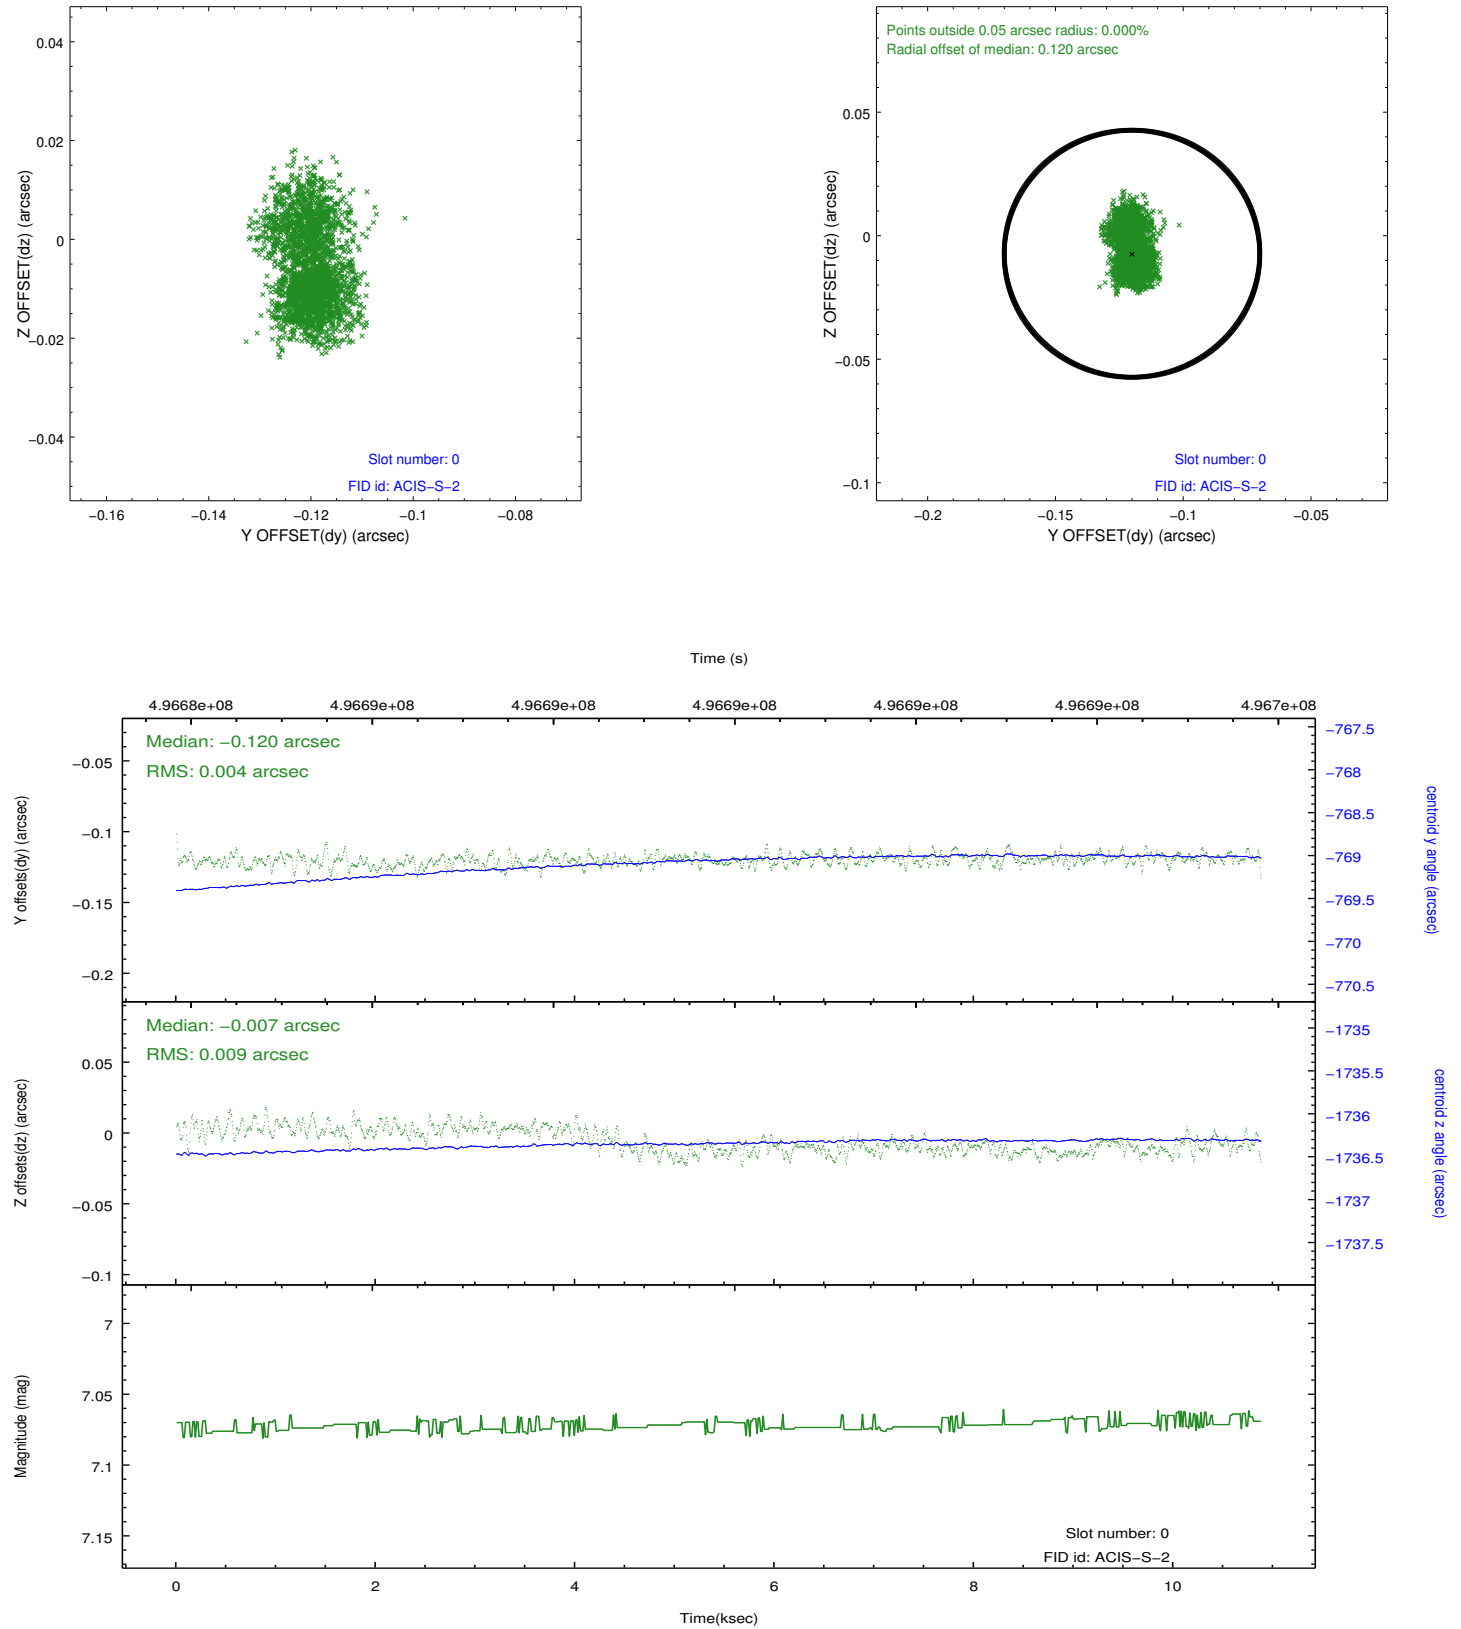 0.04
0.02
0
−0.02
−0.04
Z OFFSET(dz) (arcsec)
Slot number: 0
FID id: ACIS−S−2
−0.16
−0.14
−0.12
−0.1
−0.08
Y OFFSET(dy) (arcsec)
Points outside 0.05 arcsec radius: 0.000%
Radial offset of median: 0.120 arcsec
0.05
0
−0.05
−0.1
Z OFFSET(dz) (arcsec)
Slot number: 0
FID id: ACIS−S−2
−0.2
−0.15
−0.1
−0.05
Y OFFSET(dy) (arcsec)
Time (s)
4.9668e+08
4.9669e+08
4.9669e+08
4.9669e+08
4.9669e+08
4.9669e+08
4.967e+08
Median: −0.120 arcsec
RMS: 0.004 arcsec
−0.05
−0.1
−0.15
−0.2
Y offsets(dy) (arcsec)
−767.5
−768
−768.5
−769
−769.5
−770
−770.5
centroid y angle (arcsec)
Median: −0.007 arcsec
RMS: 0.009 arcsec
0.05
0
−0.05
−0.1
Z offsets(dz) (arcsec)
−1735
−1735.5
−1736
−1736.5
−1737
−1737.5
centroid z angle (arcsec)
7
7.05
7.1
7.15
Magnitude (mag)
Slot number: 0
FID id: ACIS−S−2
0
2
4
6
8
10
Time(ksec)